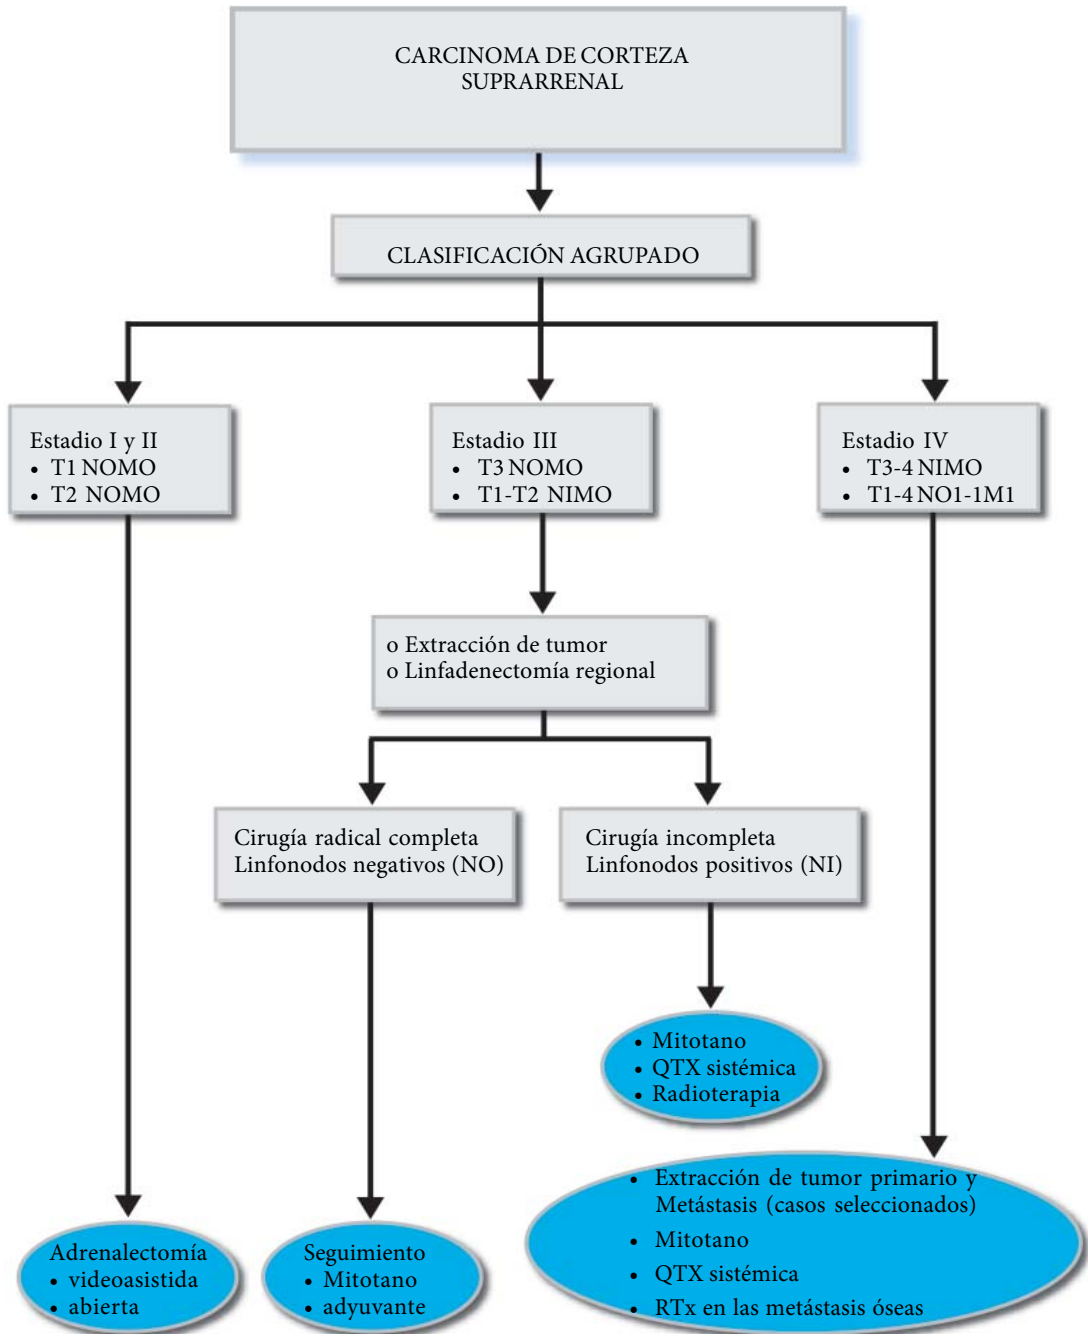 CARCINOMA DE CORTEZA
SUPRARRENAL
CLASIFICACIÓN AGRUPADO
Estadio I y II
• T1 NOMO
• T2 NOMO
Estadio III
• T3 NOMO
• T1-T2 NIMO
Estadio IV
• T3-4 NIMO
• T1-4 NO1-1M1
o Extracción de tumor
o Linfadenectomía regional
Cirugía radical completa
Linfonodos negativos (NO)
Cirugía incompleta
Linfonodos positivos (NI)
• Mitotano
• QTX sistémica
• Radioterapia
Adrenalectomía
• videoasistida
• abierta
Seguimiento
• Mitotano
• adyuvante
• Extracción de tumor primario y
Metástasis (casos seleccionados)
• Mitotano
• QTX sistémica
• RTx en las metástasis óseas